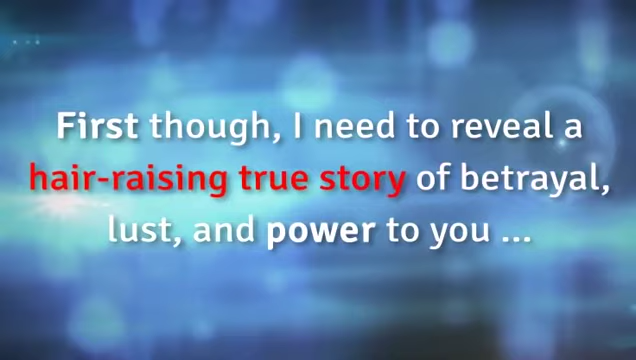 First though, I need to reveal a
hair-raising true story of betrayal,
lust, and power to you ...